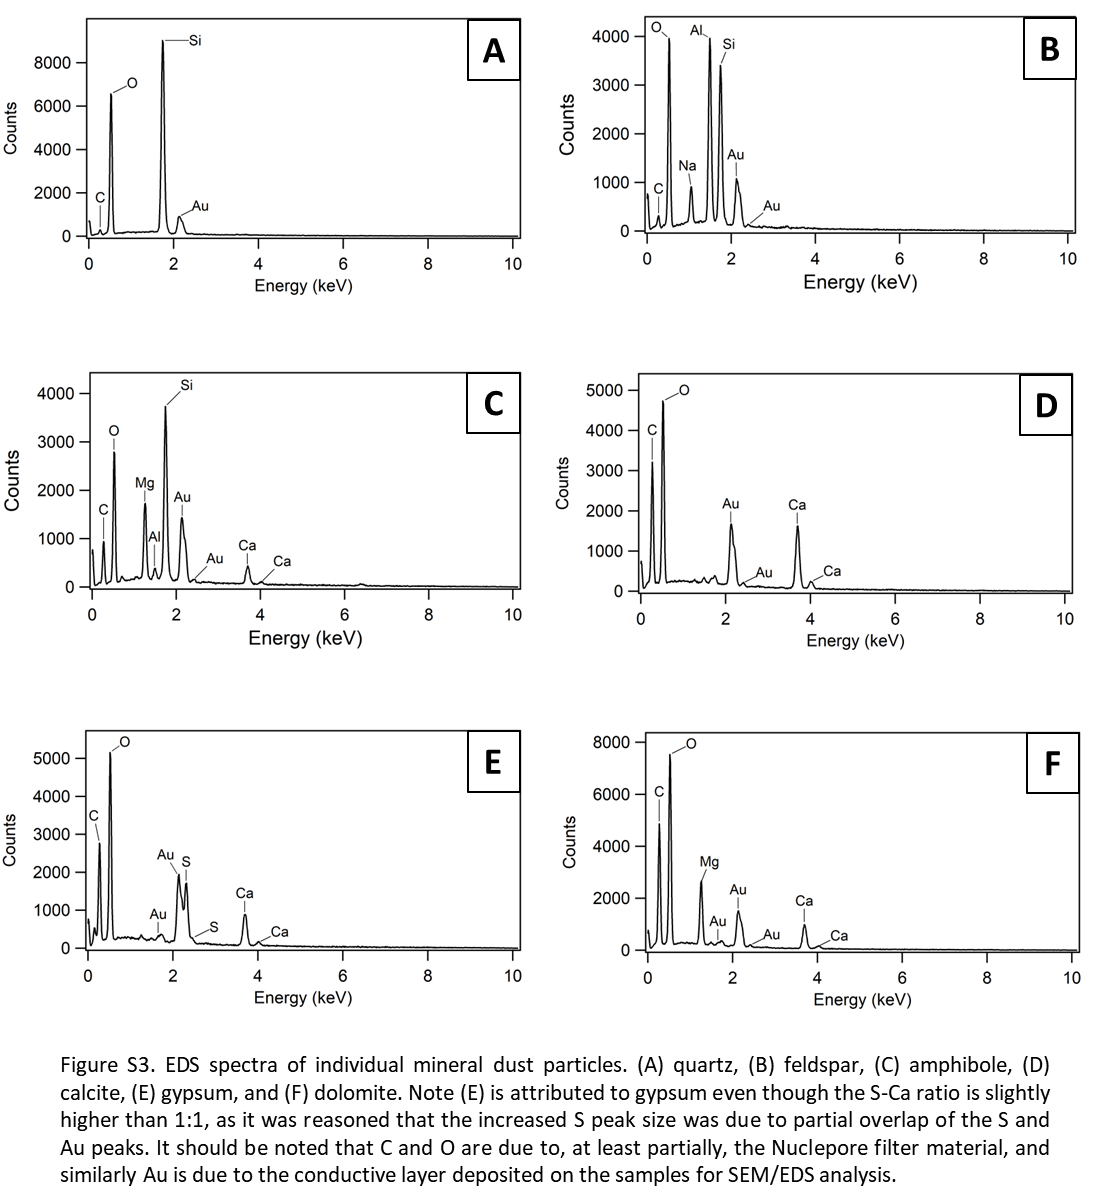 A
Counts
8000
6000
4000
2000
0
Si
O
C
Au
0 2 4 6 8 10
Energy (keV)
B
Counts
4000
3000
2000
1000
0
O
Al
Si
Na
C
Au
Au
0 2 4 6 8 10
Energy (keV)
C
Counts
4000
3000
2000
1000
0
Si
O
Mg
Au
C
Al
Au
Ca
Ca
0 2 4 6 8 10
Energy (keV)
D
Counts
5000
4000
3000
2000
1000
0
O
C
Au
Au
Ca
Ca
0 2 4 6 8 10
Energy (keV)
E
Counts
5000
4000
3000
2000
1000
0
O
C
Au
Au
S
S
Ca
Ca
0 2 4 6 8 10
Energy (keV)
F
Counts
8000
6000
4000
2000
0
O
C
Mg
Au
Au
Au
Ca
Ca
0 2 4 6 8 10
Energy (keV)
Figure S3. EDS spectra of individual mineral dust particles. (A) quartz, (B) feldspar, (C) amphibole, (D)
calcite, (E) gypsum, and (F) dolomite. Note (E) is attributed to gypsum even though the S-Ca ratio is slightly
higher than 1:1, as it was reasoned that the increased S peak size was due to partial overlap of the S and
Au peaks. It should be noted that C and O are due to, at least partially, the Nuclepore filter material, and
similarly Au is due to the conductive layer deposited on the samples for SEM/EDS analysis.